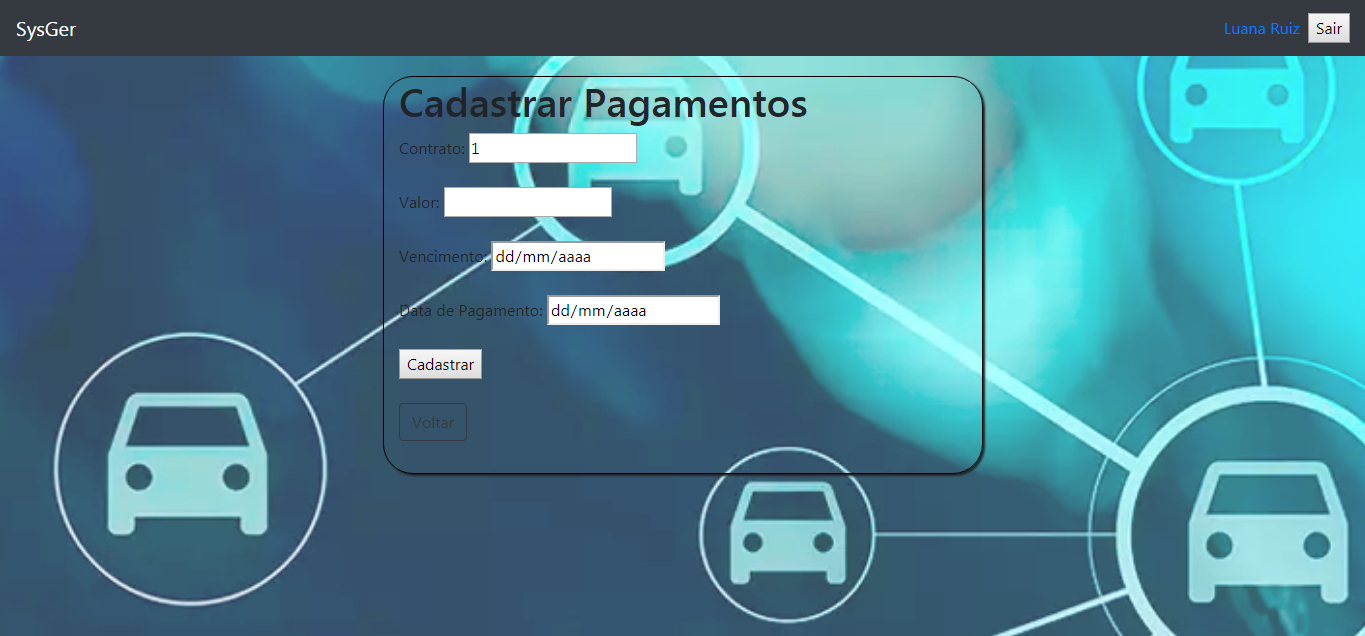 SysGer
Luana Ruiz Sair
Cadastrar Pagamentos
Contrato: 1
Valor:
Vencimento: dd/mm/aaaa
Data de Pagamento: dd/mm/aaaa
Cadastrar
Voltar